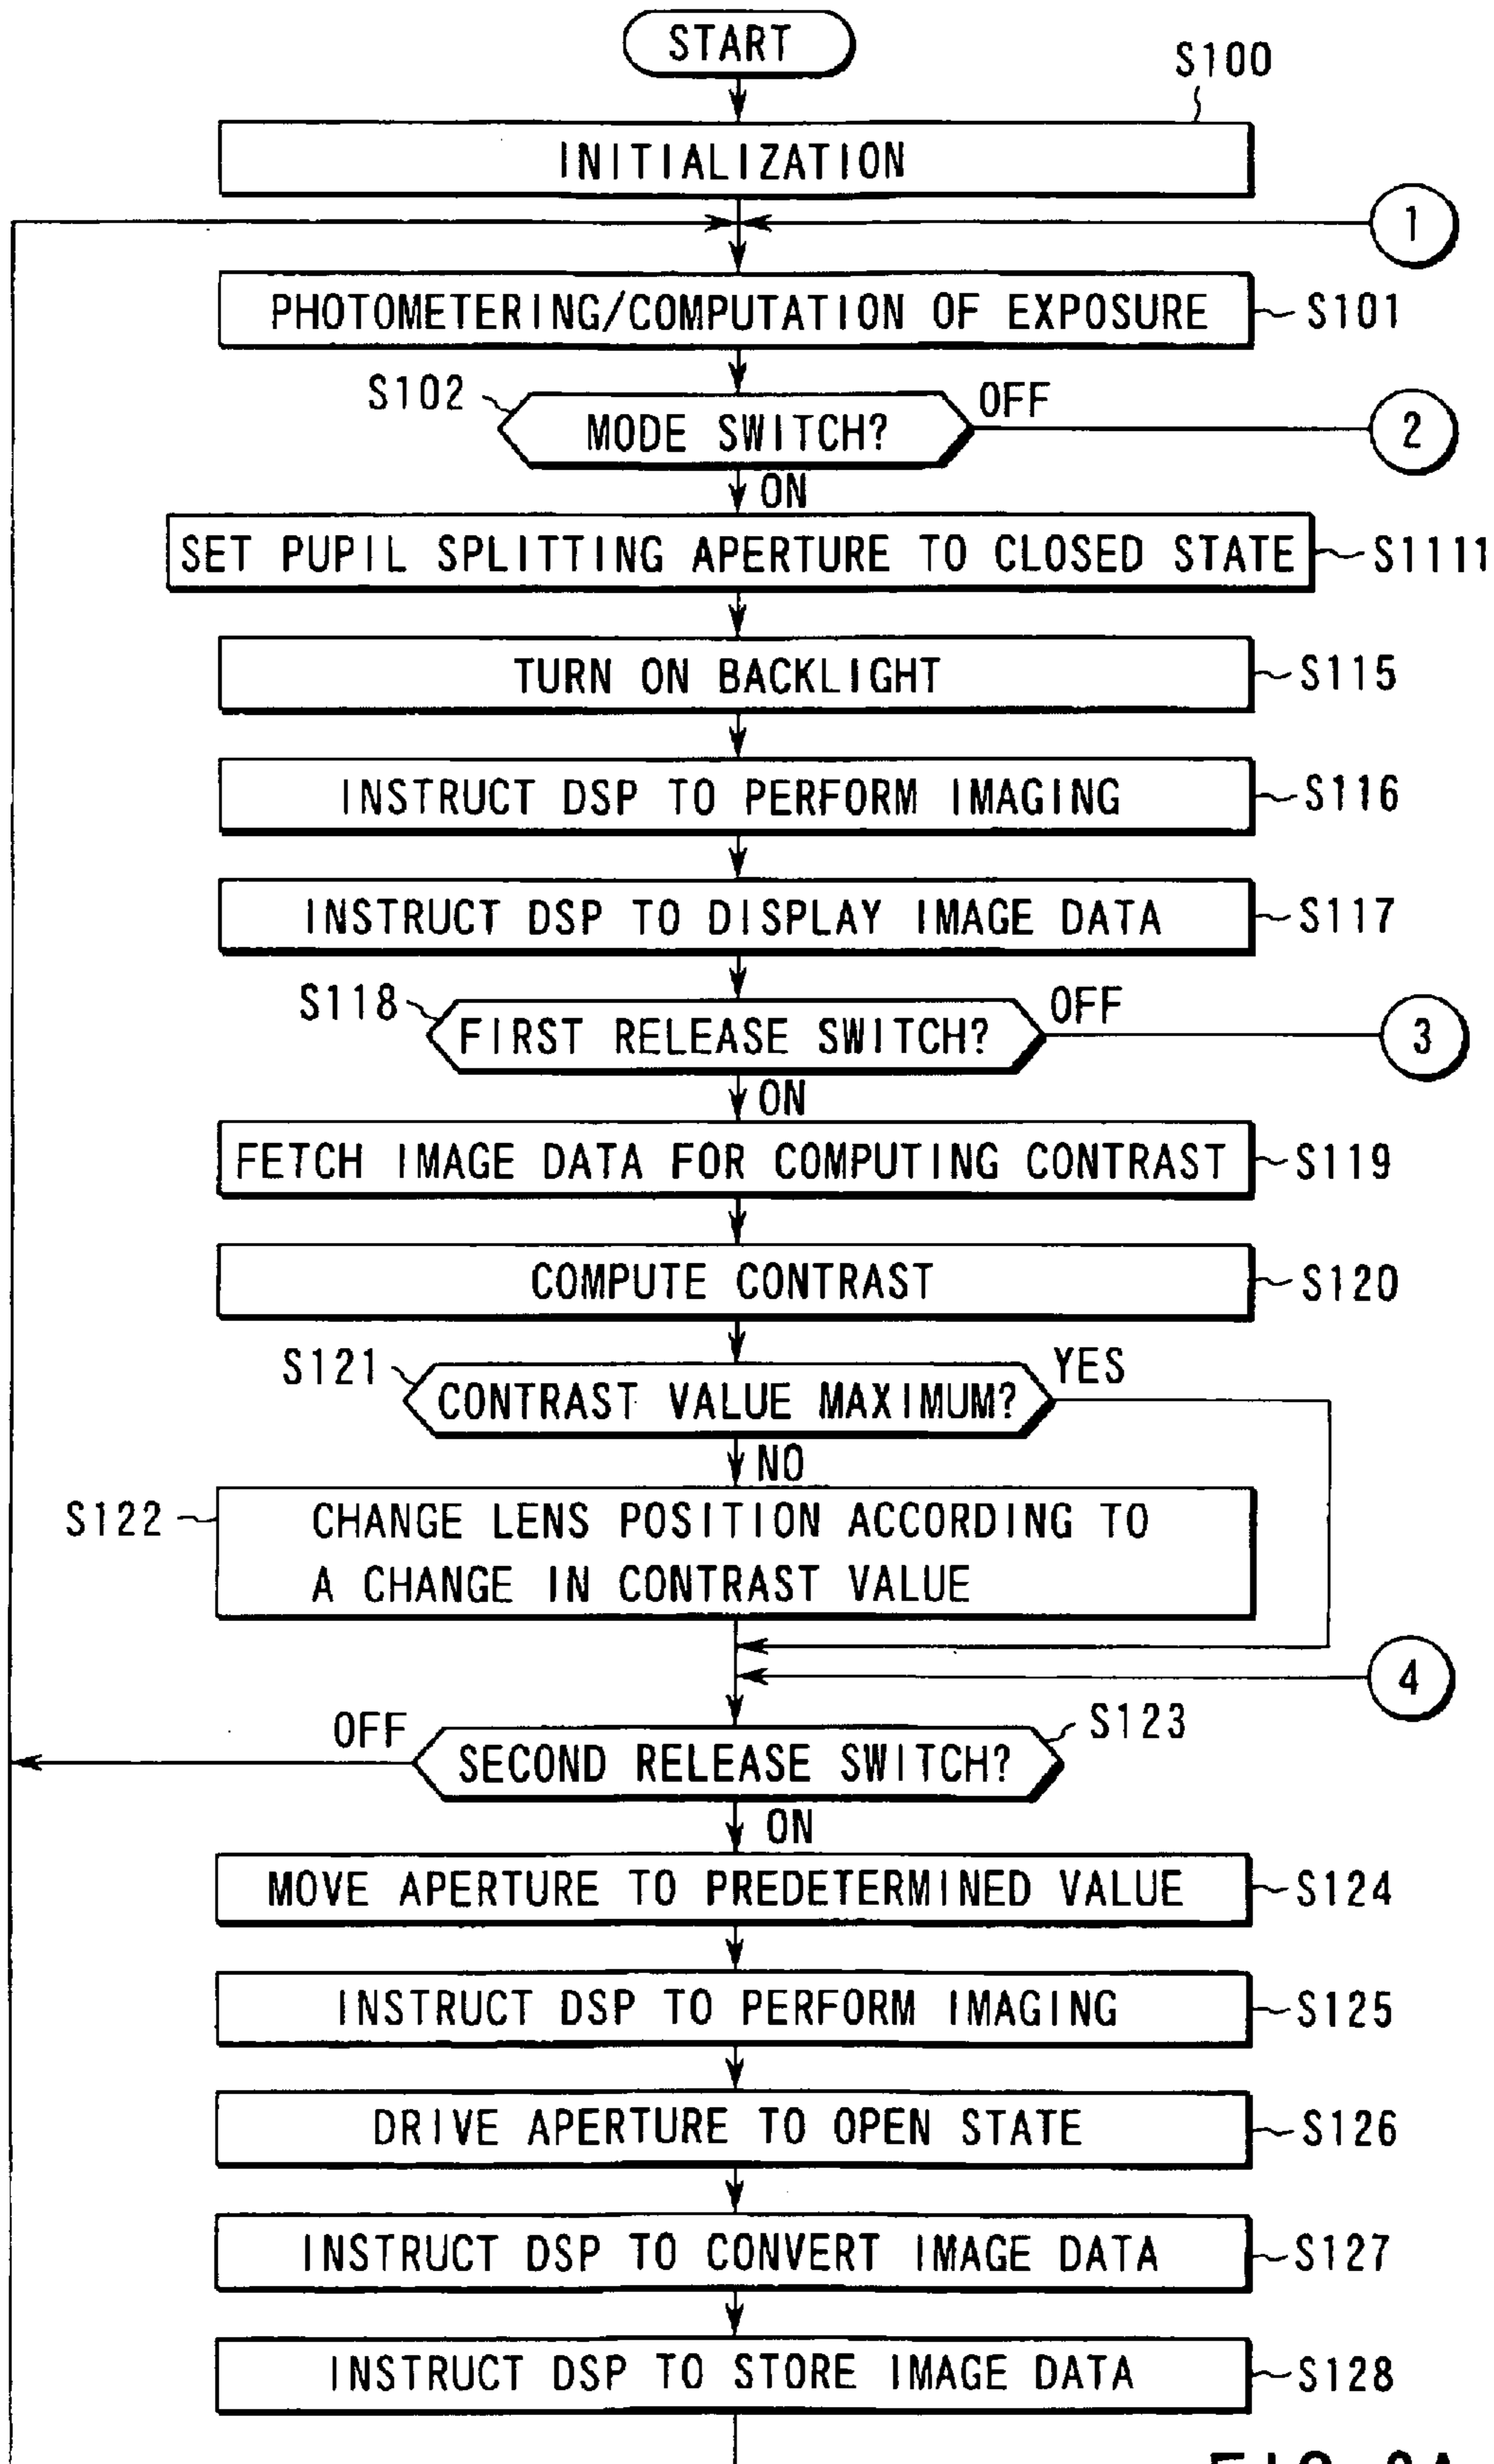 START
S100
INITIALIZATION
1
PHOTOMETERING/COMPUTATION OF EXPOSURE
S101
S102
MODE SWITCH?
OFF
2
ON
SET PUPIL SPLITTING APERTURE TO CLOSED STATE
S1111
TURN ON BACKLIGHT
S115
INSTRUCT DSP TO PERFORM IMAGING
S116
INSTRUCT DSP TO DISPLAY IMAGE DATA
S117
S118
FIRST RELEASE SWITCH?
OFF
3
ON
FETCH IMAGE DATA FOR COMPUTING CONTRAST
S119
COMPUTE CONTRAST
S120
S121
CONTRAST VALUE MAXIMUM?
YES
NO
S122
CHANGE LENS POSITION ACCORDING TO
A CHANGE IN CONTRAST VALUE
4
OFF
SECOND RELEASE SWITCH?
S123
ON
MOVE APERTURE TO PREDETERMINED VALUE
S124
INSTRUCT DSP TO PERFORM IMAGING
S125
DRIVE APERTURE TO OPEN STATE
S126
INSTRUCT DSP TO CONVERT IMAGE DATA
S127
INSTRUCT DSP TO STORE IMAGE DATA
S128